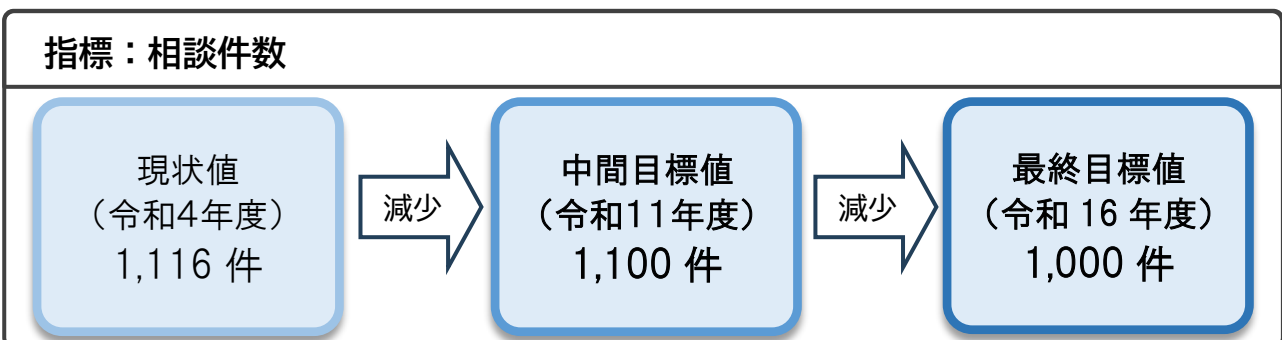 指標：相談件数
現状値
（令和4年度）
1,116 件
減少
中間目標値
（令和11年度）
1,100 件
減少
最終目標値
（令和 16 年度）
1,000 件